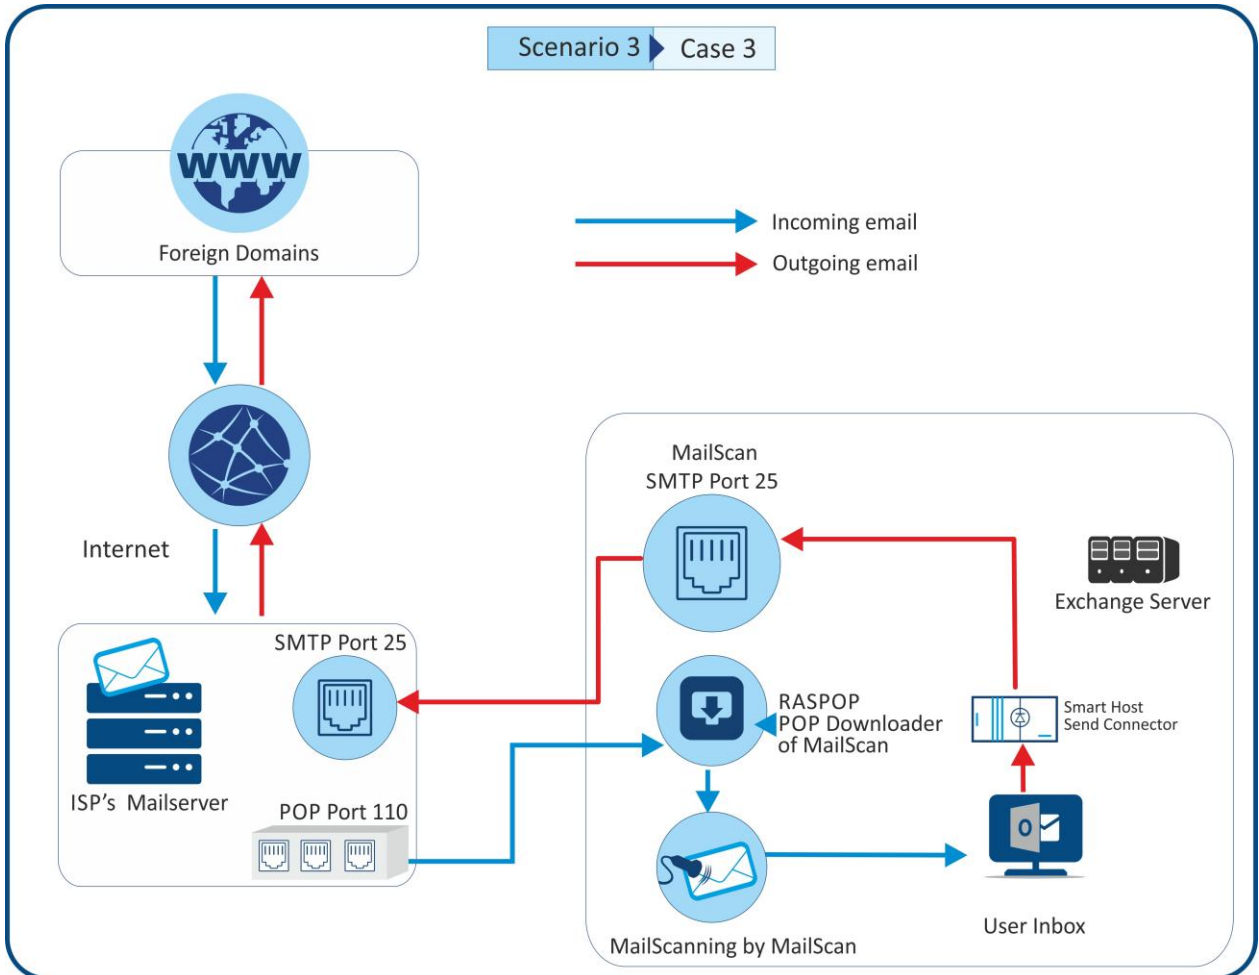 Scenario 3 Case 3
WWW
Foreign Domains
Incoming email
Outgoing email
Internet
MailScan
SMTP Port 25
Exchange Server
SMTP Port 25
ISP's Mailserver
POP Port 110
RASPOP
POP Downloader
of MailScan
Smart Host
Send Connector
O
User Inbox
MailScanning by MailScan